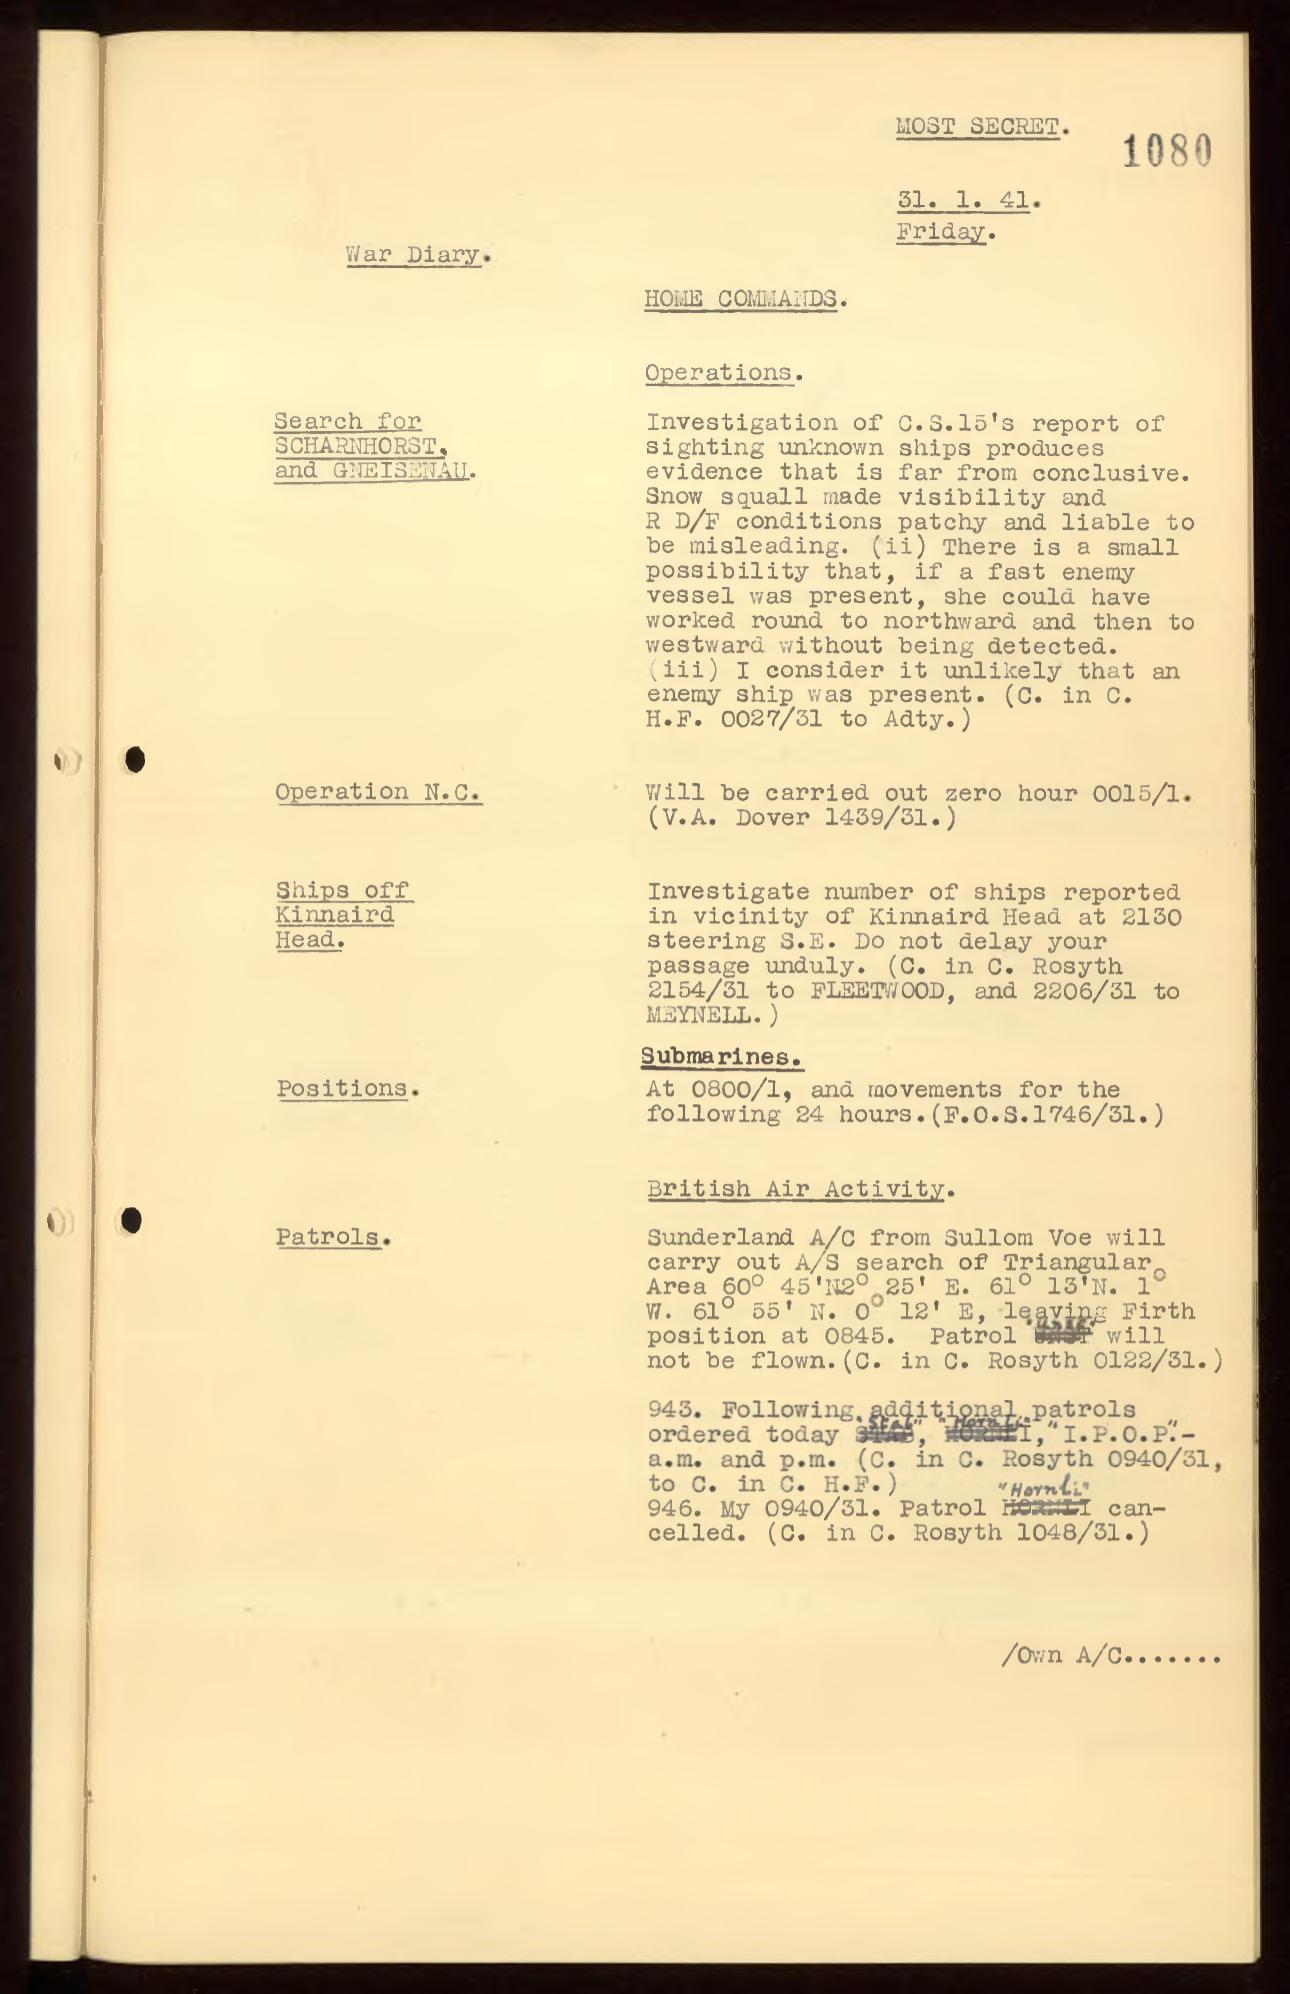 MOST SECRET.
1080
31. 1. 41.
Friday.
War Diary.
HOME COMMANDS.
Operations.
Search for
SCHARNHORST,
and GNEISENAU.
Investigation of C.S.15's report of
sighting unknown ships produces
evidence that is far from conclusive.
Snow squall made visibility and
R D/F conditions patchy and liable to
be misleading. (ii) There is a small
possibility that, if a fast enemy
vessel was present, she could have
worked round to northward and then to
westward without being detected.
(iii) I consider it unlikely that an
enemy ship was present. (C. in C.
H.F. 0027/31 to Adty.)
Operation N.C.
Will be carried out zero hour 0015/1.
(V.A. Dover 1439/31.)
Ships off
Kinnaird
Head.
Investigate number of ships reported
in vicinity of Kinnaird Head at 2130
steering S.E. Do not delay your
passage unduly. (C. in C. Rosyth
2154/31 to FLEETWOOD, and 2206/31 to
MEYNELL.)
Submarines.
Positions.
At 0800/1, and movements for the
following 24 hours.(F.O.S.1746/31.)
British Air Activity.
Patrols.
Sunderland A/C from Sullom Voe will
carry out A/S search of Triangular
Area 60° 45'N2° 25' E. 61° 13'N. 1°
W. 61° 55' N. 0° 12' E, leaving Firth
position at 0845. Patrol will
not be flown.(C. in C. Rosyth 0122/31.)
943. Following additional patrols
ordered today "Stab", "Hornli," "I.P.O.P."-
a.m. and p.m. (C. in C. Rosyth 0940/31,
to C. in C. H.F.)
946. My 0940/31. Patrol "Hornli" can-
celled. (C. in C. Rosyth 1048/31.)
/Own A/C.......